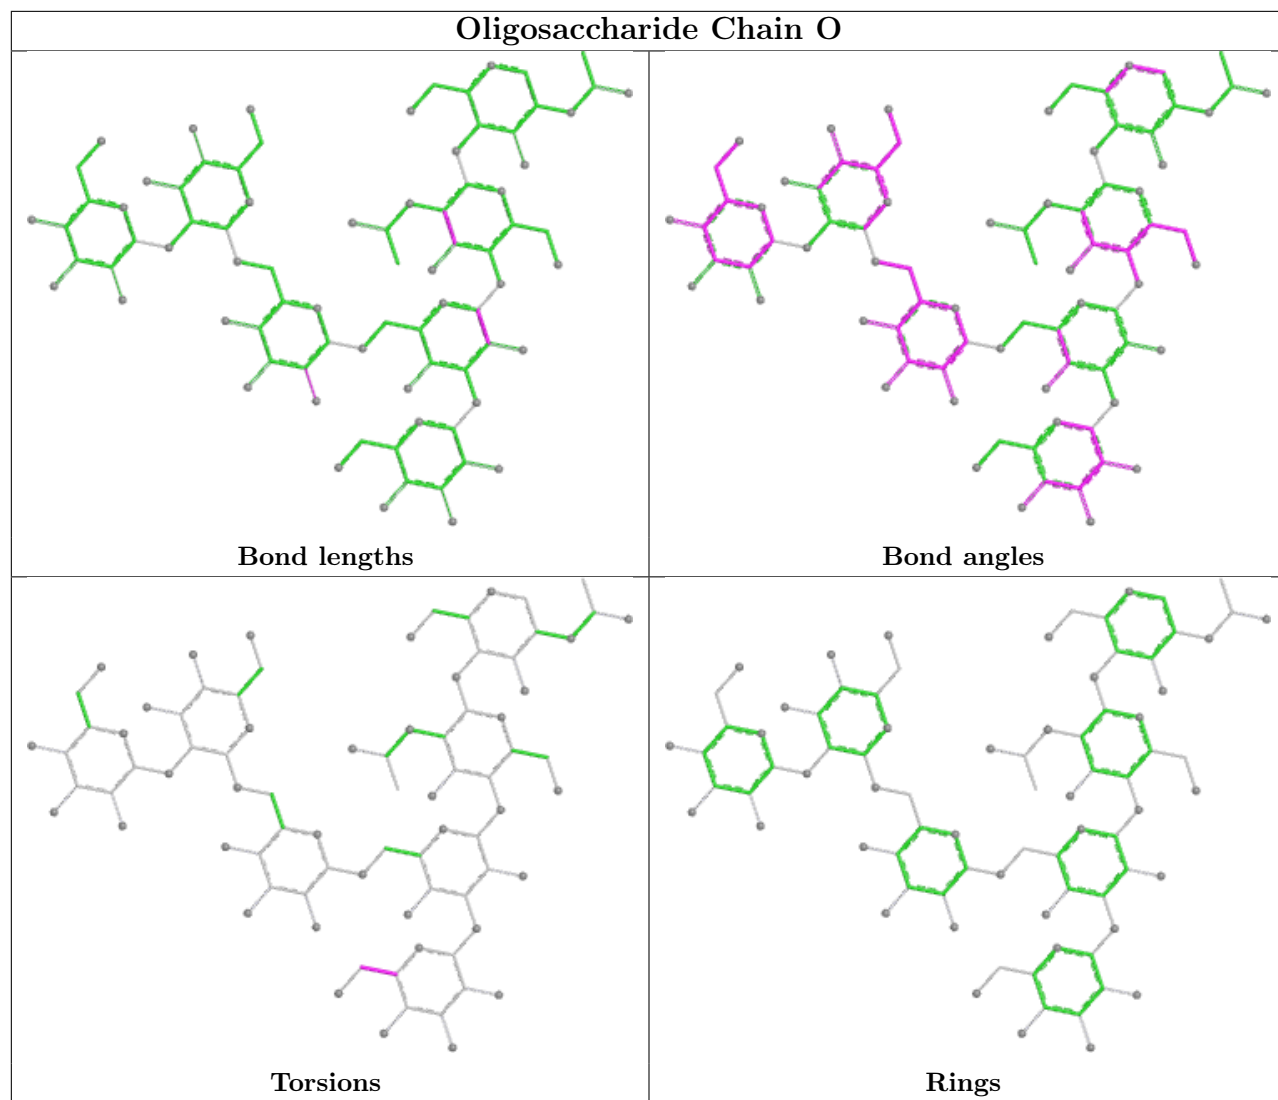 Oligosaccharide Chain O
Bond lengths
Bond angles
Torsions
Rings